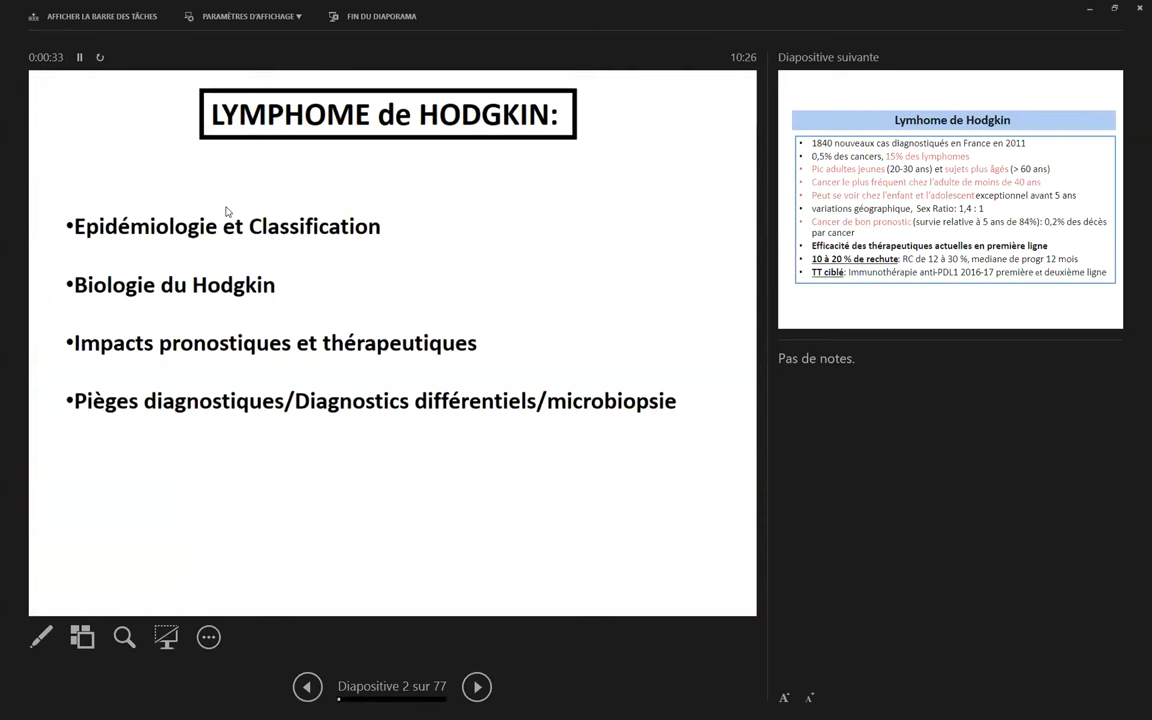 AFFICHER LA BARRE DES TÂCHES
PARAMÈTRES D'AFFICHAGE ▼
FIN DU DIAPORAMA
0:00:33
10:26
Diapositive suivante
LYMPHOME de HODGKIN:
•Epidémiologie et Classification
•Biologie du Hodgkin
•Impacts pronostiques et thérapeutiques
•Pièges diagnostiques/Diagnostics différentiels/microbiopsie
Lymhome de Hodgkin
• 1840 nouveaux cas diagnostiqués en France en 2011
• 0,5% des cancers, 15% des lymphomes
• Pic adultes jeunes (20-30 ans) et sujets plus âgés (> 60 ans)
• Cancer le plus fréquent chez l'adulte de moins de 40 ans
• Peut se voir chez l'enfant et l'adolescent exceptionnel avant 5 ans
• variations géographique, Sex Ratio: 1,4 : 1
• Cancer de bon pronostic (survie relative à 5 ans de 84%): 0,2% des décès
par cancer
• Efficacité des thérapeutiques actuelles en première ligne
• 10 à 20 % de rechute: RC de 12 à 30 %, mediane de progr 12 mois
• TT ciblé: Immunothérapie anti-PDL1 2016-17 première et deuxième ligne
Pas de notes.
Diapositive 2 sur 77
A A